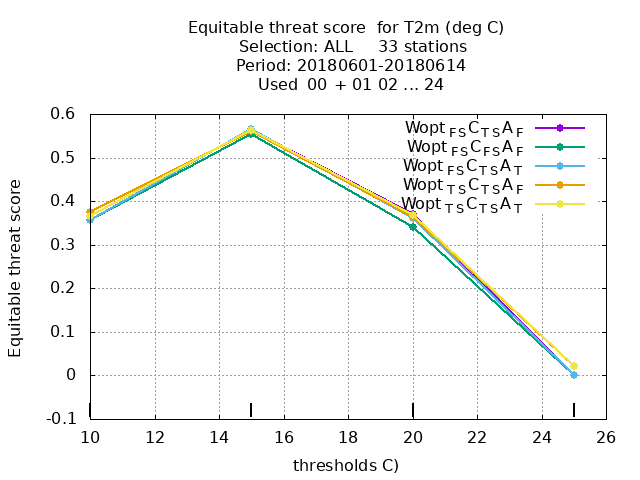 Equitable threat score  for T2m (deg C)
Selection: ALL     33 stations
Period: 20180601-20180614
Used  00  + 01 02 ... 24
0.6
0.5
0.4
0.3
0.2
0.1
0
-0.1
Equitable threat score
Wopt FS C TS A F
Wopt FS C FS A F
Wopt FS C TS A T
Wopt TS C TS A F
Wopt TS C TS A T
10 12 14 16 18 20 22 24 26
thresholds C)